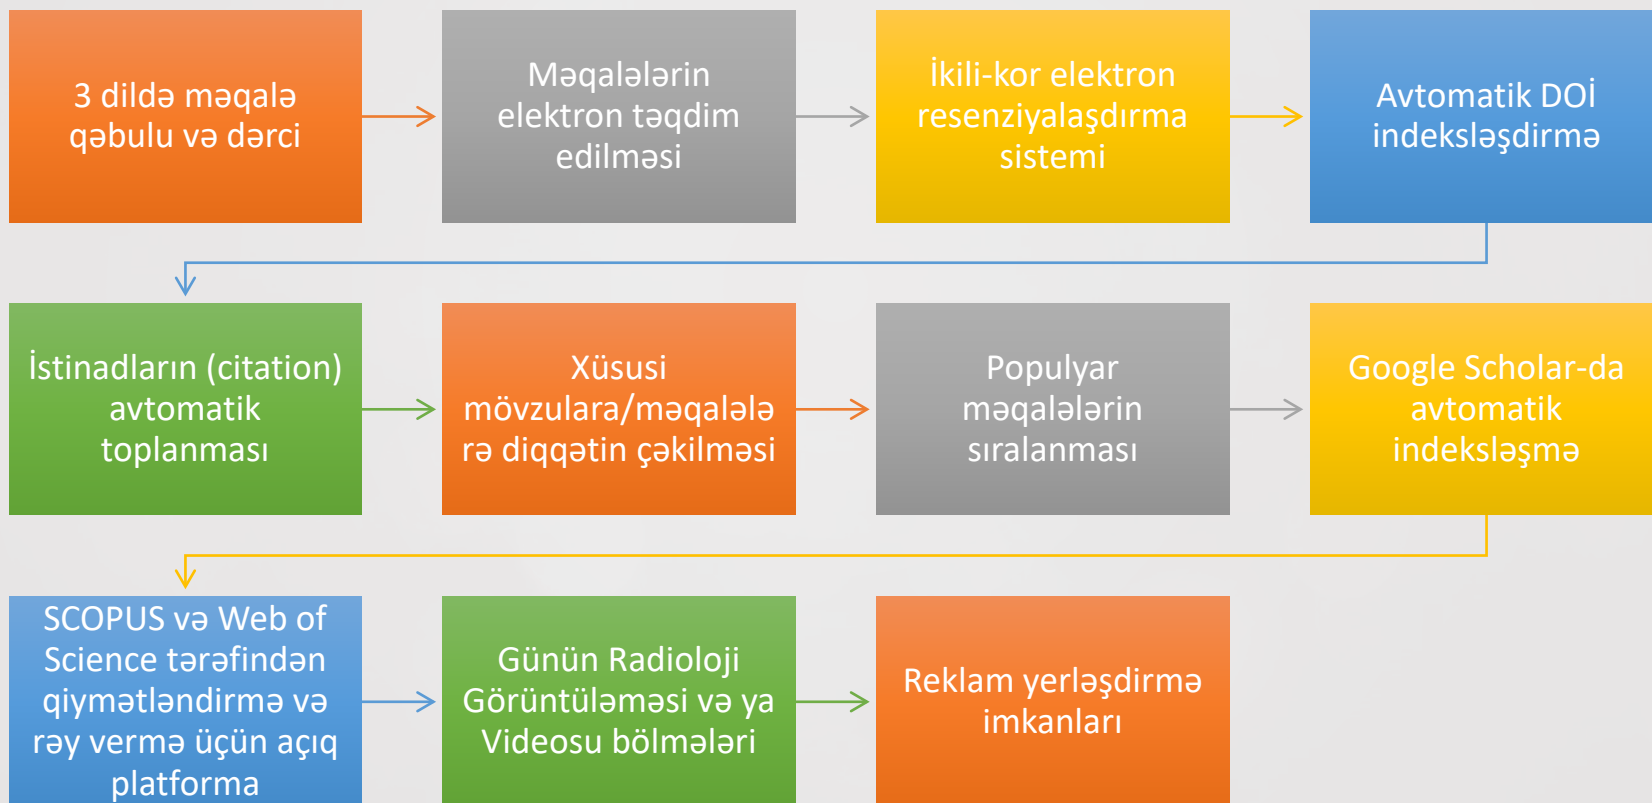 3 dildə məqalə
qəbulu və dərci
Məqalələrin
elektron təqdim
edilməsi
İkili-kor elektron
resenziyalaşdırma
sistemi
Avtomatik DOİ
indeksləşdirmə
İstinadların (citation)
avtomatik
toplanması
Xüsusi
mövzulara/məqalələ
rə diqqətin çəkilməsi
Populyar
məqalələrin
sıralanması
Google Scholar-da
avtomatik
indeksləşmə
SCOPUS və Web of
Science tərəfindən
qiymətləndirmə və
rəy vermə üçün açıq
platforma
Günün Radioloji
Görüntüləməsi və ya
Videosu bölmələri
Reklam yerləşdirmə
imkanları